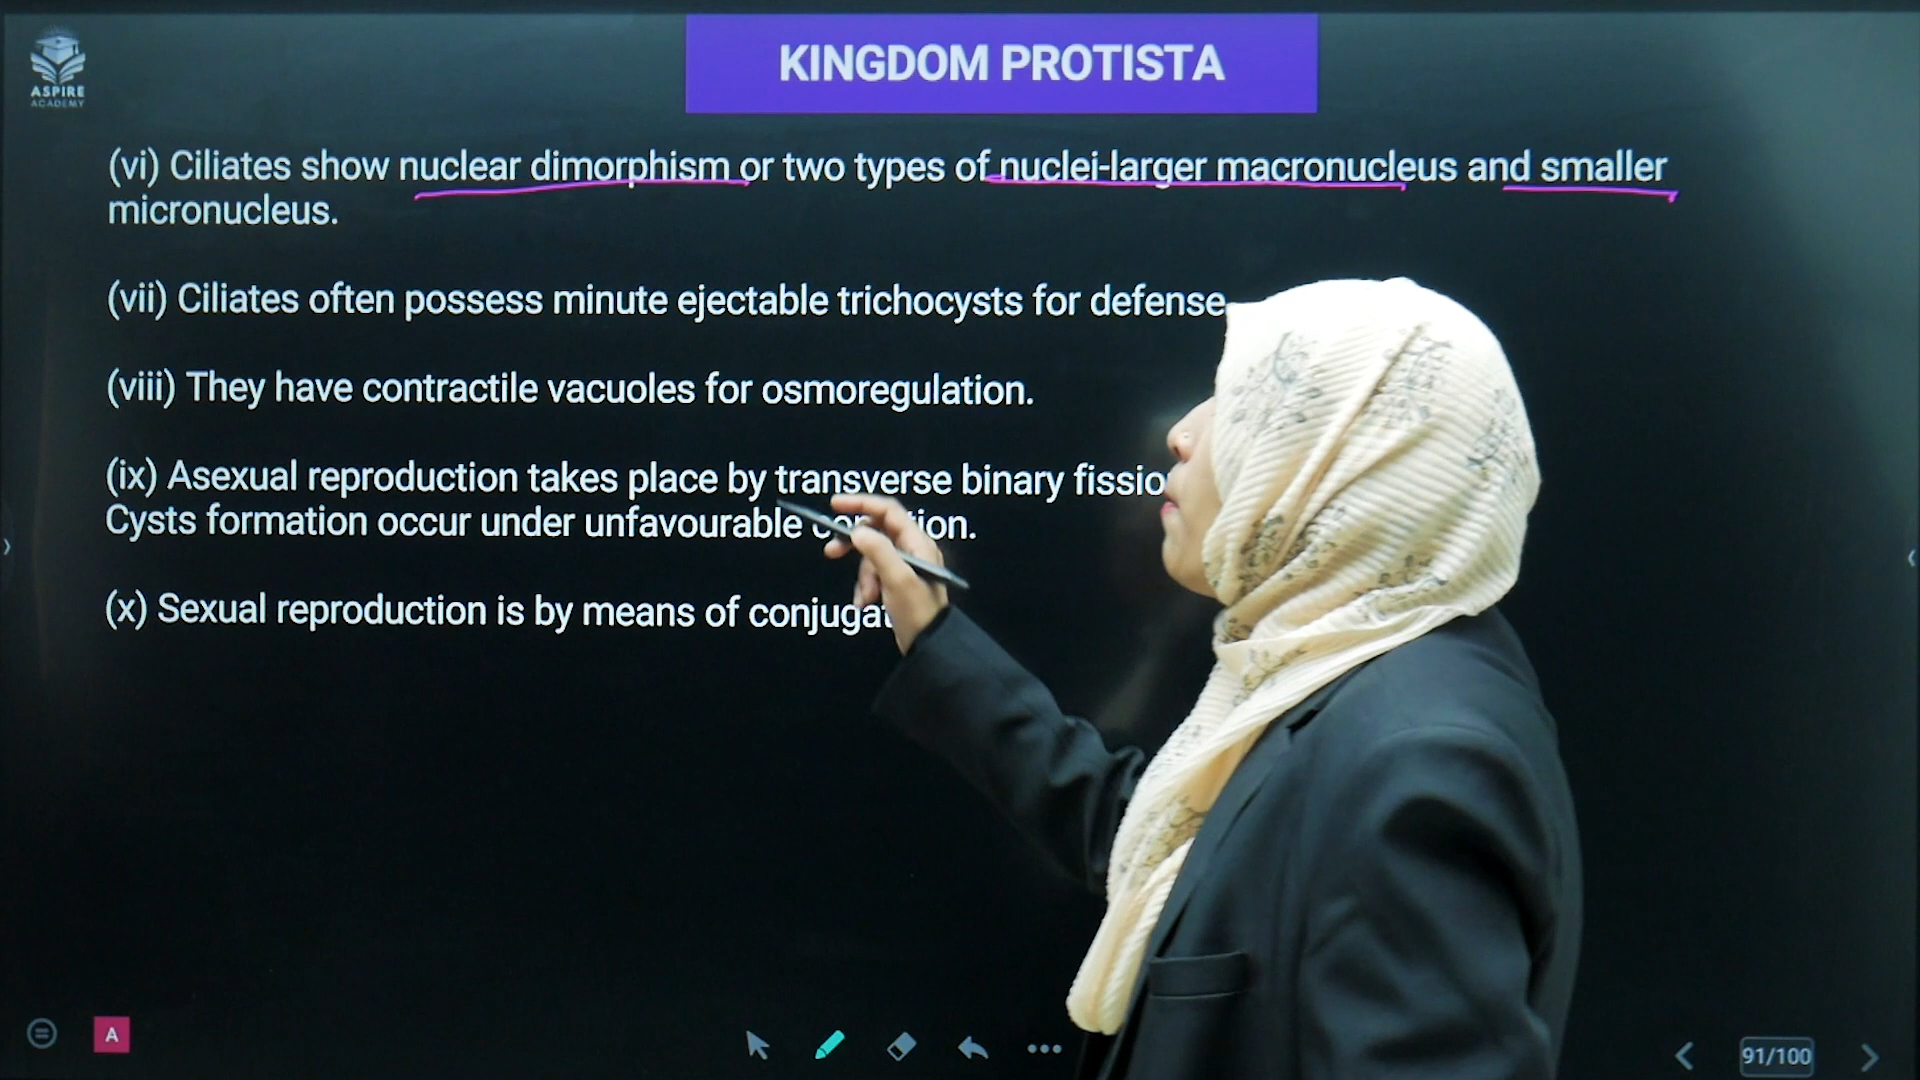 ASPIRE
ACADEMY
KINGDOM PROTISTA
(vi) Ciliates show nuclear dimorphism or two types of nuclei-larger macronucleus and smaller
micronucleus.
(vii) Ciliates often possess minute ejectable trichocysts for defense
(viii) They have contractile vacuoles for osmoregulation.
(ix) Asexual reproduction takes place by transverse binary
Cysts formation occur under unfavourable
(x) Sexual reproduction is by means of
A
91/100